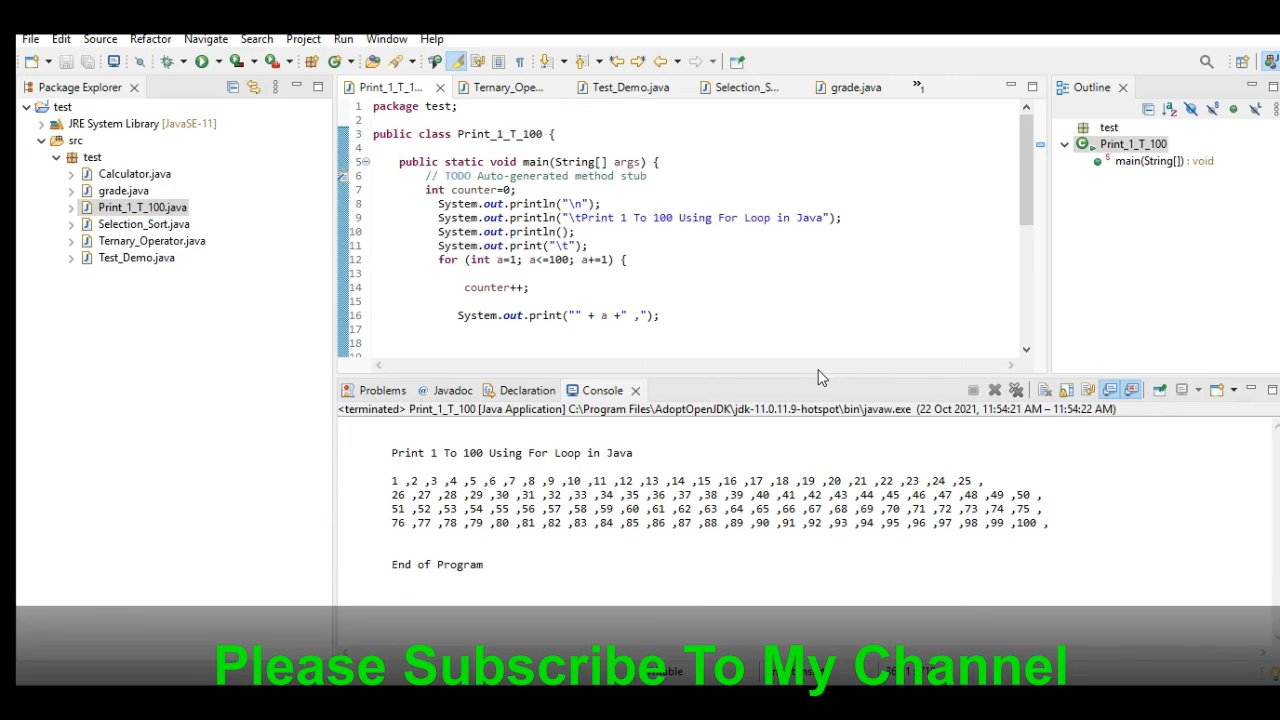 File Edit Source Refactor Navigate Search Project Run Window Help
Package Explorer
test
JRE System Library [JavaSE-11]
src
test
Calculator.java
grade.java
Print_1_T_100.java
Selection_Sort.java
Ternary_Operator.java
Test_Demo.java
Print_1_T_1... Ternary_Ope... Test_Demo.java Selection_S... grade.java »1
1 package test;
2
3 public class Print_1_T_100 {
4
5 public static void main(String[] args) {
6 // TODO Auto-generated method stub
7 int counter=0;
8 System.out.println("\n");
9 System.out.println("\tPrint 1 To 100 Using For Loop in Java");
10 System.out.println();
11 System.out.print("\t");
12 for (int a=1; a<=100; a+=1) {
13
14 counter++;
15
16 System.out.print("" + a +" ,");
17
18
Outline
test
Print_1_T_100
main(String[]) : void
Problems Javadoc Declaration Console
<terminated> Print_1_T_100 [Java Application] C:\Program Files\AdoptOpenJDK\jdk-11.0.11.9-hotspot\bin\javaw.exe (22 Oct 2021, 11:54:21 AM – 11:54:22 AM)
Print 1 To 100 Using For Loop in Java
1 ,2 ,3 ,4 ,5 ,6 ,7 ,8 ,9 ,10 ,11 ,12 ,13 ,14 ,15 ,16 ,17 ,18 ,19 ,20 ,21 ,22 ,23 ,24 ,25 ,
26 ,27 ,28 ,29 ,30 ,31 ,32 ,33 ,34 ,35 ,36 ,37 ,38 ,39 ,40 ,41 ,42 ,43 ,44 ,45 ,46 ,47 ,48 ,49 ,50 ,
51 ,52 ,53 ,54 ,55 ,56 ,57 ,58 ,59 ,60 ,61 ,62 ,63 ,64 ,65 ,66 ,67 ,68 ,69 ,70 ,71 ,72 ,73 ,74 ,75 ,
76 ,77 ,78 ,79 ,80 ,81 ,82 ,83 ,84 ,85 ,86 ,87 ,88 ,89 ,90 ,91 ,92 ,93 ,94 ,95 ,96 ,97 ,98 ,99 ,100 ,
End of Program
Please Subscribe To My Channel